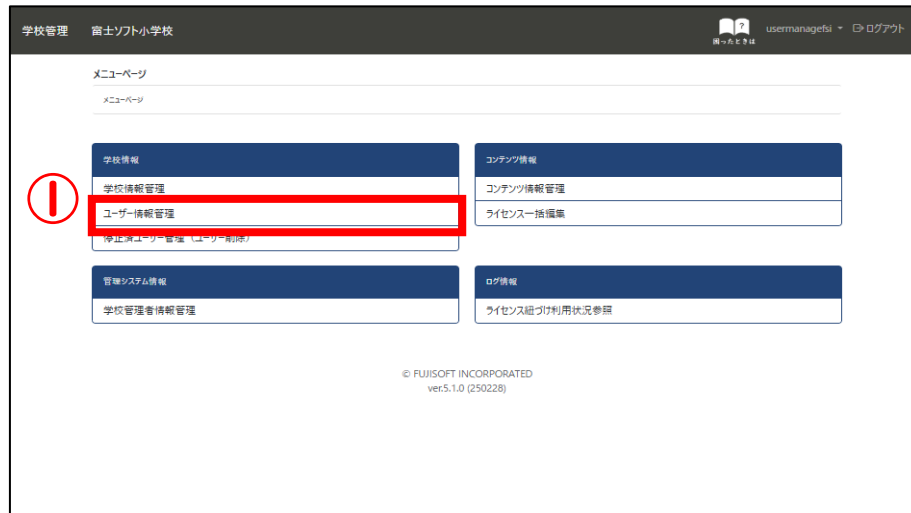 学校管理 富士ソフト小学校
困ったときは
usermanagefsi
ログアウト
メニューページ
メニューページ
学校情報
学校情報管理
①
ユーザー情報管理
停止済ユーザー管理（ユーザー削除）
コンテンツ情報
コンテンツ情報管理
ライセンス一括編集
管理システム情報
学校管理者情報管理
ログ情報
ライセンス紐づけ利用状況参照
© FUJISOFT INCORPORATED
ver.5.1.0 (250228)